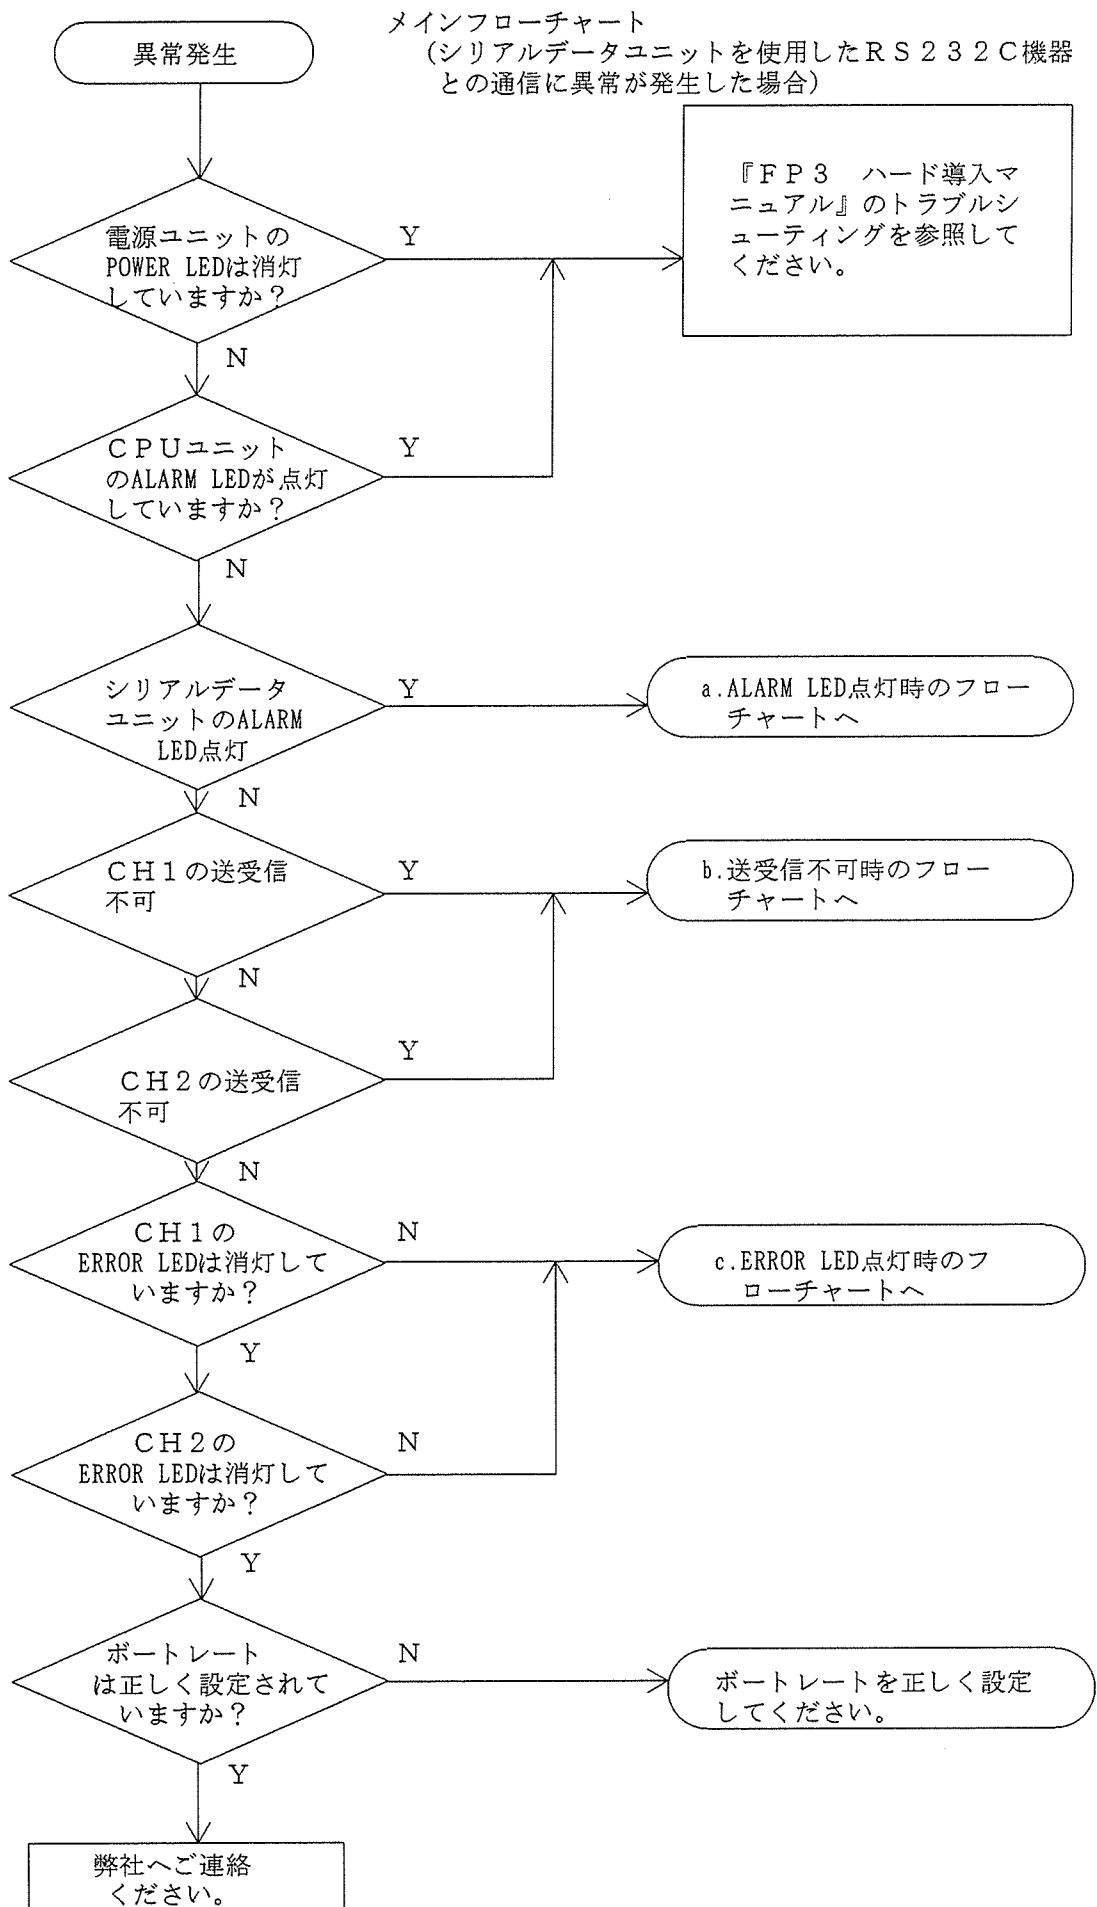 メインフローチャート
(シリアルデータユニットを使用したRS232C機器
との通信に異常が発生した場合)
異常発生
『FP3 ハード導入マ
ニュアル』のトラブルシ
ューティングを参照して
ください。
電源ユニットの
POWER LEDは消灯
していますか?
Y
N
CPUユニット
のALARM LEDが点灯
していますか?
Y
N
シリアルデータ
ユニットのALARM
LED点灯
Y
a.ALARM LED点灯時のフロー
チャートへ
N
CH1の送受信
不可
Y
b.送受信不可時のフロー
チャートへ
N
CH2の送受信
不可
Y
N
CH1の
ERROR LEDは消灯して
いますか?
N
c.ERROR LED点灯時のフ
ローチャートへ
Y
CH2の
ERROR LEDは消灯して
いますか?
N
Y
ボートレート
は正しく設定されて
いますか?
N
ボートレートを正しく設定
してください。
Y
弊社へご連絡
ください。